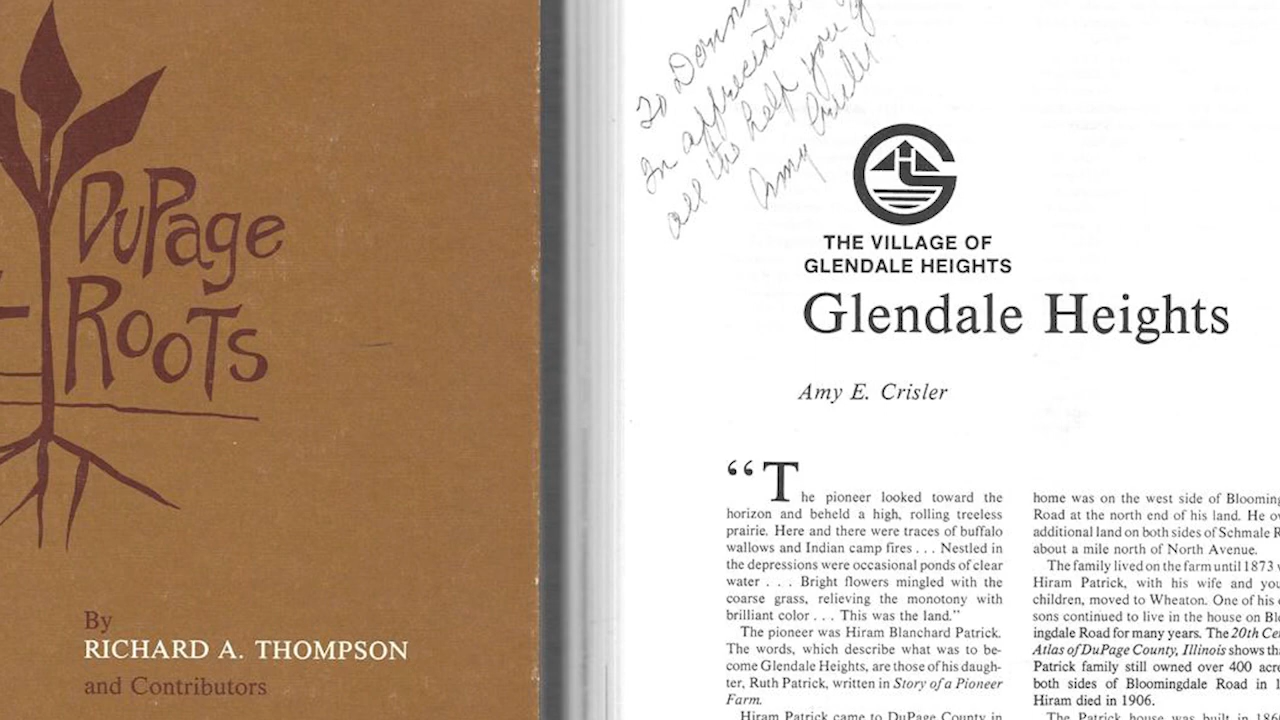 DuPage
Roots
By
RICHARD A. THOMPSON
and Contributors
To Donn
In appreciation
all the help you g
Amy Crisler
THE VILLAGE OF
GLENDALE HEIGHTS
Glendale Heights
Amy E. Crisler
“The pioneer looked toward the
horizon and beheld a high, rolling treeless
prairie. Here and there were traces of buffalo
wallows and Indian camp fires . . . Nestled in
the depressions were occasional ponds of clear
water . . . Bright flowers mingled with the
coarse grass, relieving the monotony with
brilliant color . . . This was the land.”
The pioneer was Hiram Blanchard Patrick.
The words, which describe what was to be-
come Glendale Heights, are those of his daugh-
ter, Ruth Patrick, written in Story of a Pioneer
Farm.
Hiram Patrick came to DuPage County in
home was on the west side of Blooming
Road at the north end of his land. He ow
additional land on both sides of Schmale R
about a mile north of North Avenue.
The family lived on the farm until 1873 w
Hiram Patrick, with his wife and you
children, moved to Wheaton. One of his
sons continued to live in the house on Blo
ingdale Road for many years. The 20th Ce
Atlas of DuPage County, Illinois shows tha
Patrick family still owned over 400 acre
both sides of Bloomingdale Road in 1
Hiram died in 1906.
The Patrick house was built in 186